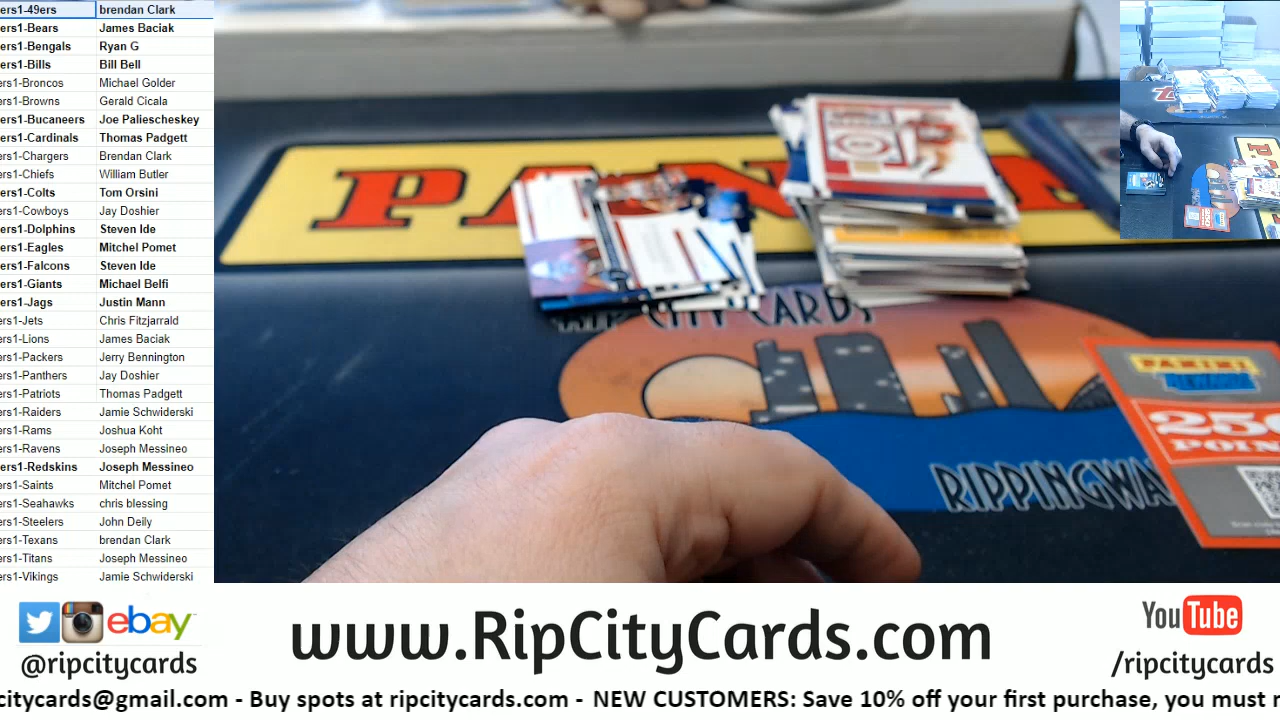 ers1-49ers brendan Clark
ers1-Bears James Baciak
ers1-Bengals Ryan G
ers1-Bills Bill Bell
ers1-Broncos Michael Golder
ers1-Browns Gerald Cicala
ers1-Bucaneers Joe Paliescheskey
ers1-Cardinals Thomas Padgett
ers1-Chargers Brendan Clark
ers1-Chiefs William Butler
ers1-Colts Tom Orsini
ers1-Cowboys Jay Doshier
ers1-Dolphins Steven Ide
ers1-Eagles Mitchel Pomet
ers1-Falcons Steven Ide
ers1-Giants Michael Belfi
ers1-Jags Justin Mann
ers1-Jets Chris Fitzjarrald
ers1-Lions James Baciak
ers1-Packers Jerry Bennington
ers1-Panthers Jay Doshier
ers1-Patriots Thomas Padgett
ers1-Raiders Jamie Schwiderski
ers1-Rams Joshua Koht
ers1-Ravens Joseph Messineo
ers1-Redskins Joseph Messineo
ers1-Saints Mitchel Pomet
ers1-Seahawks chris blessing
ers1-Steelers John Deily
ers1-Texans brendan Clark
ers1-Titans Joseph Messineo
ers1-Vikings Jamie Schwiderski
PAN
CITY CARDS
RIPPINGWA
PANINI
REWARDS
250
POIN
ebay
@ripcitycards
www.RipCityCards.com
YouTube
/ripcitycards
citycards@gmail.com - Buy spots at ripcitycards.com - NEW CUSTOMERS: Save 10% off your first purchase, you must r